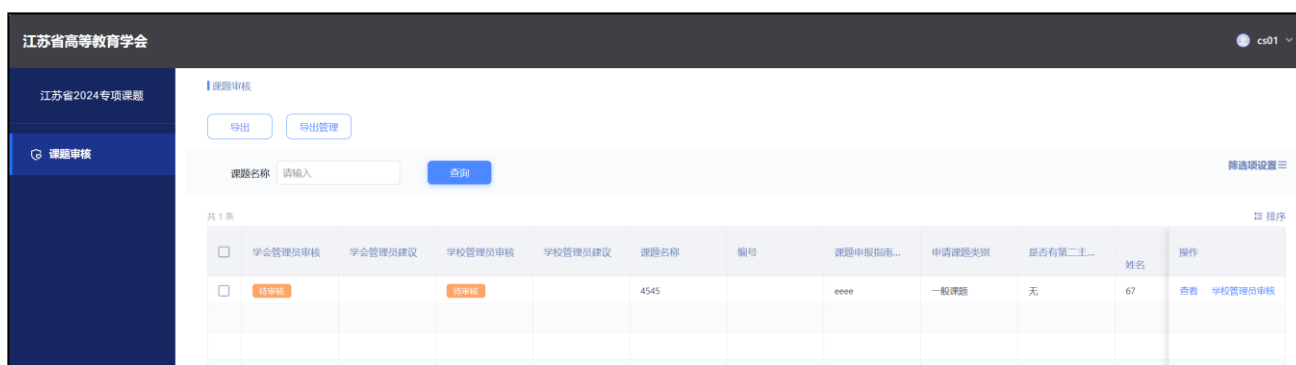 江苏省高等教育学会
cs01
江苏省2024专项课题
课题审核
课题审核
导出 导出管理
课题名称 请输入 查询 筛选项设置
共1条 排序
学会管理员审核 学会管理员建议 学校管理员审核 学校管理员建议 课题名称 编号 课题申报指南... 申请课题类别 是否有第二主... 姓名 操作
待审核 待审核 4545 eeee 一般课题 无 67 查看 学校管理员审核